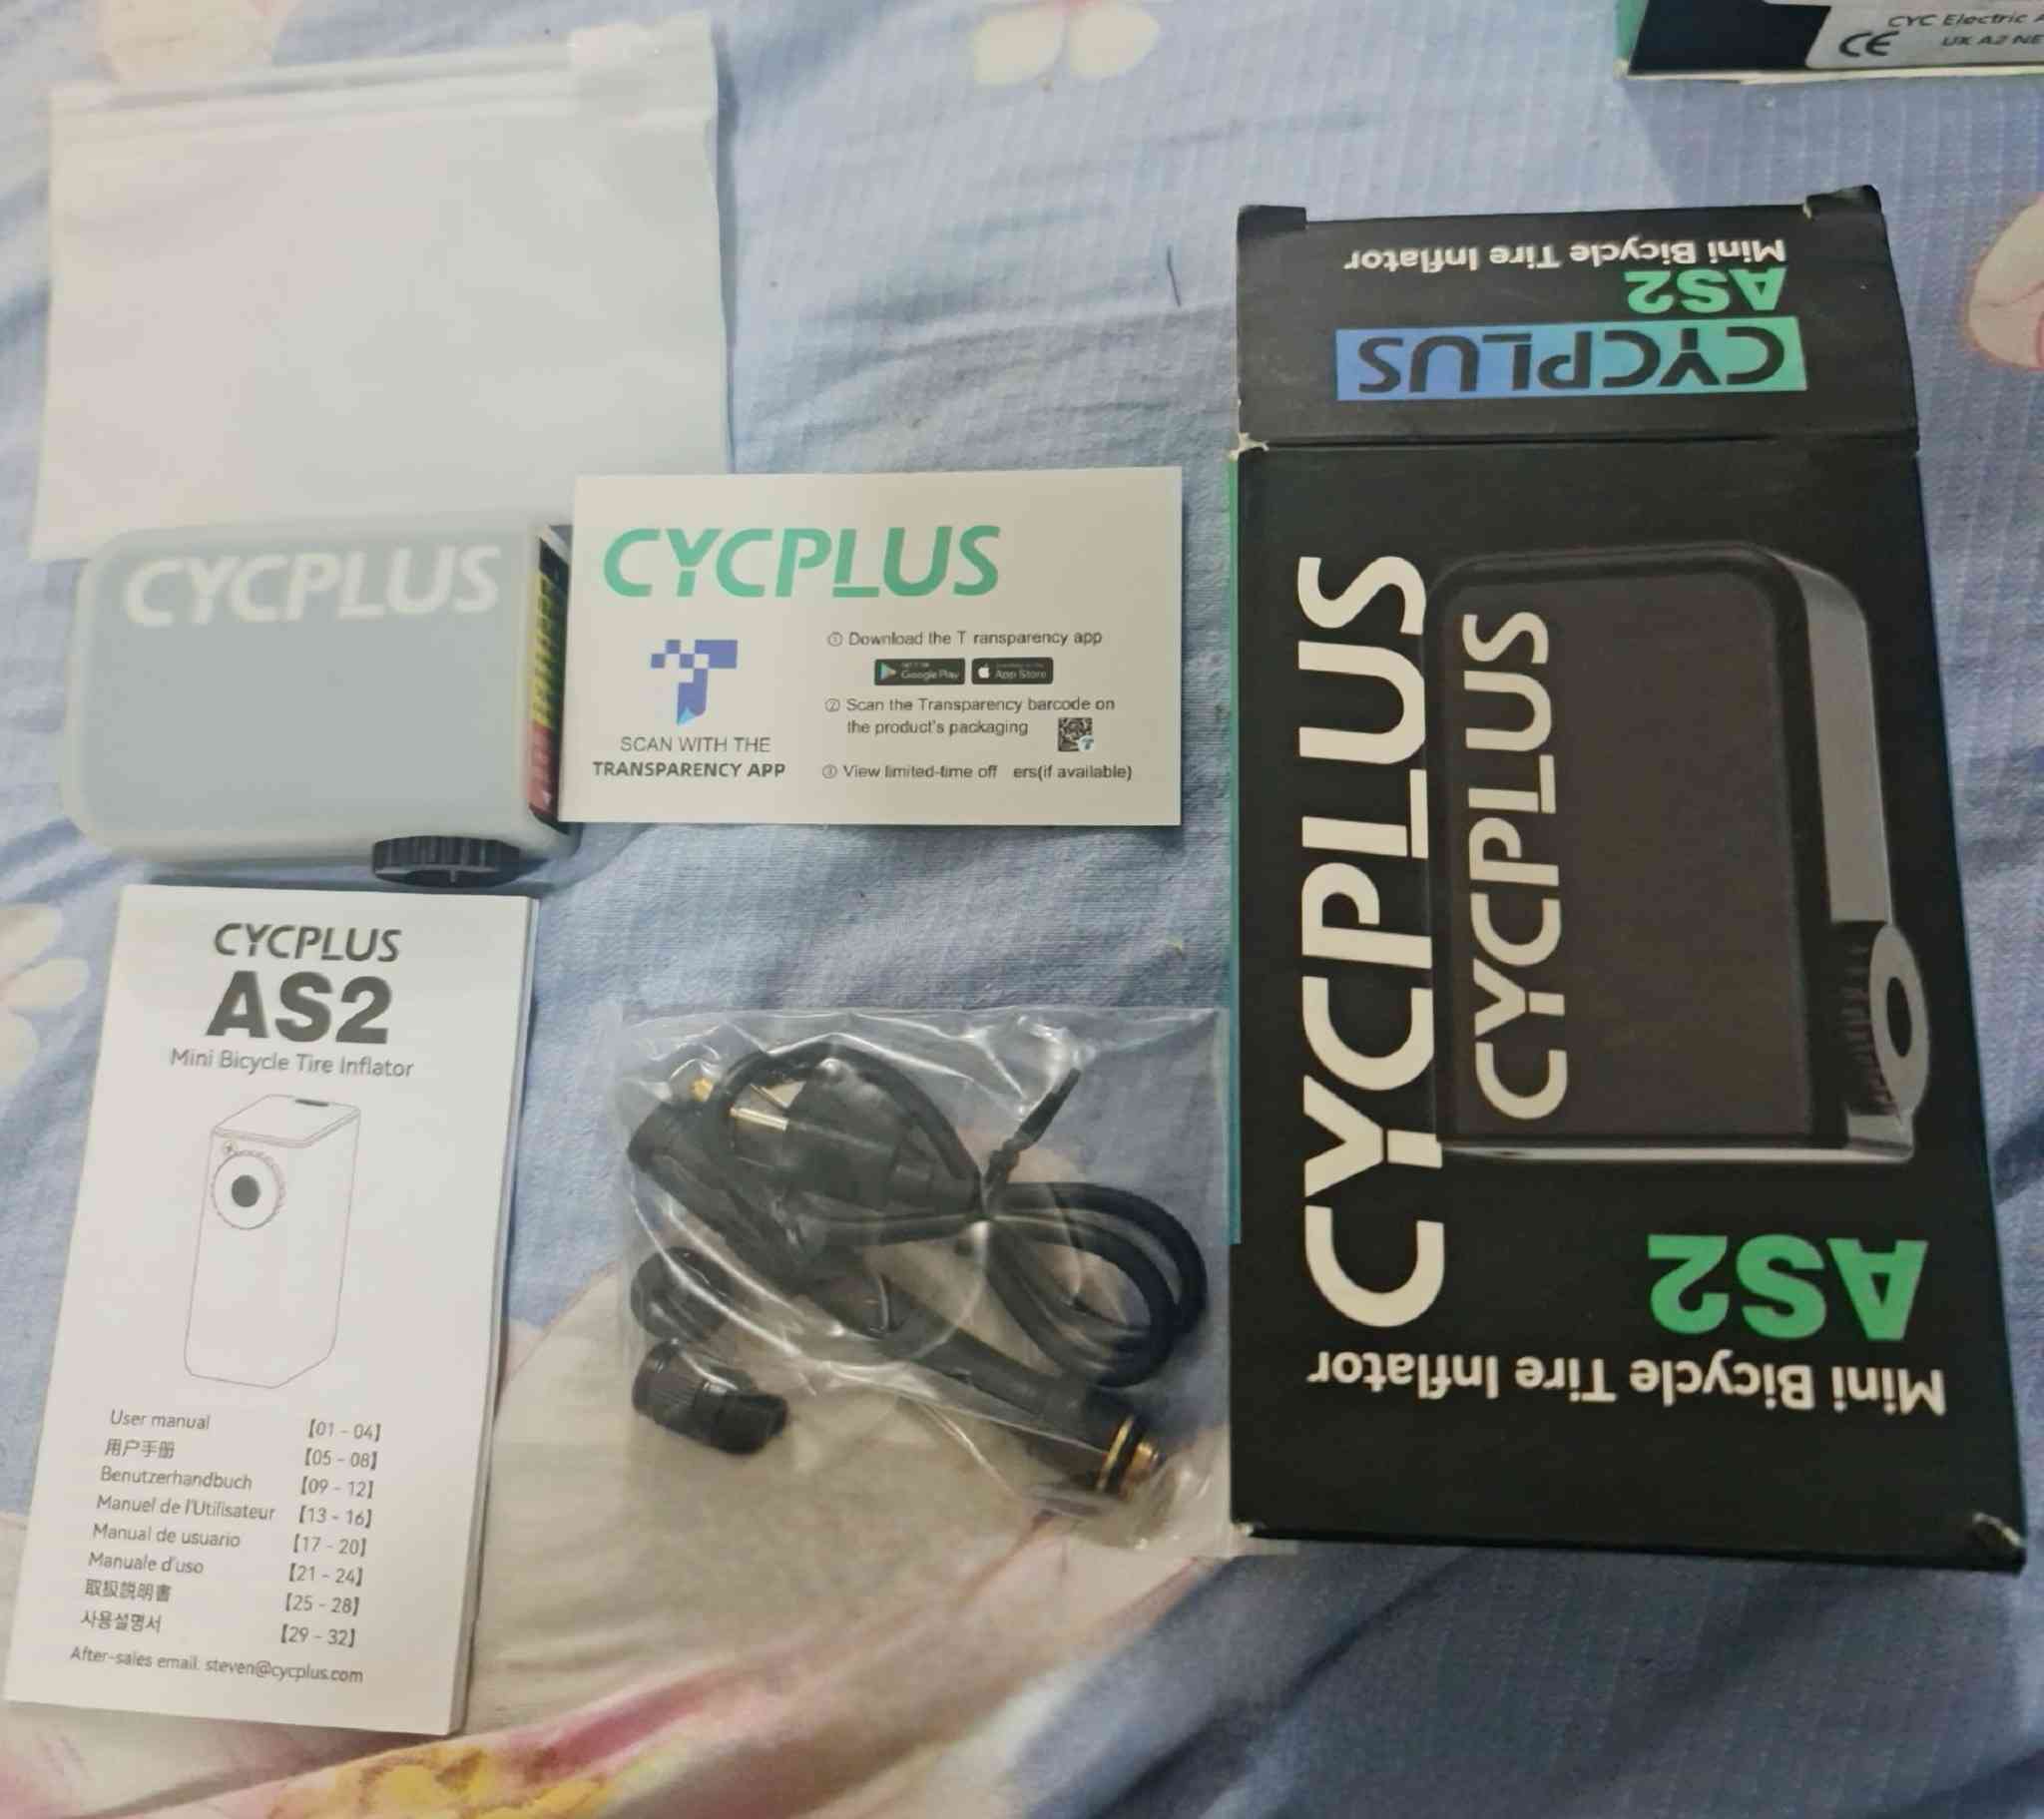 CYC Electric
CE
UK A2 NE
Mini Bicycle Tire Inflator
AS2
CYCPLUS
CYCPLUS
CYCPLUS
SCAN WITH THE
TRANSPARENCY APP
① Download the T ransparency app
Google Play
App Store
② Scan the Transparency barcode on
the product's packaging
③ View limited-time off ers(if available)
CYCPLUS
AS2
Mini Bicycle Tire Inflator
User manual 【01 - 04】
用户手册 【05 - 08】
Benutzerhandbuch 【09 - 12】
Manuel de l'Utilisateur 【13 - 16】
Manual de usuario 【17 - 20】
Manuale d'uso 【21 - 24】
取扱説明書 【25 - 28】
사용설명서 【29 - 32】
After-sales email: steven@cycplus.com
CYCPLUS
CYCPLUS
AS2
Mini Bicycle Tire Inflator